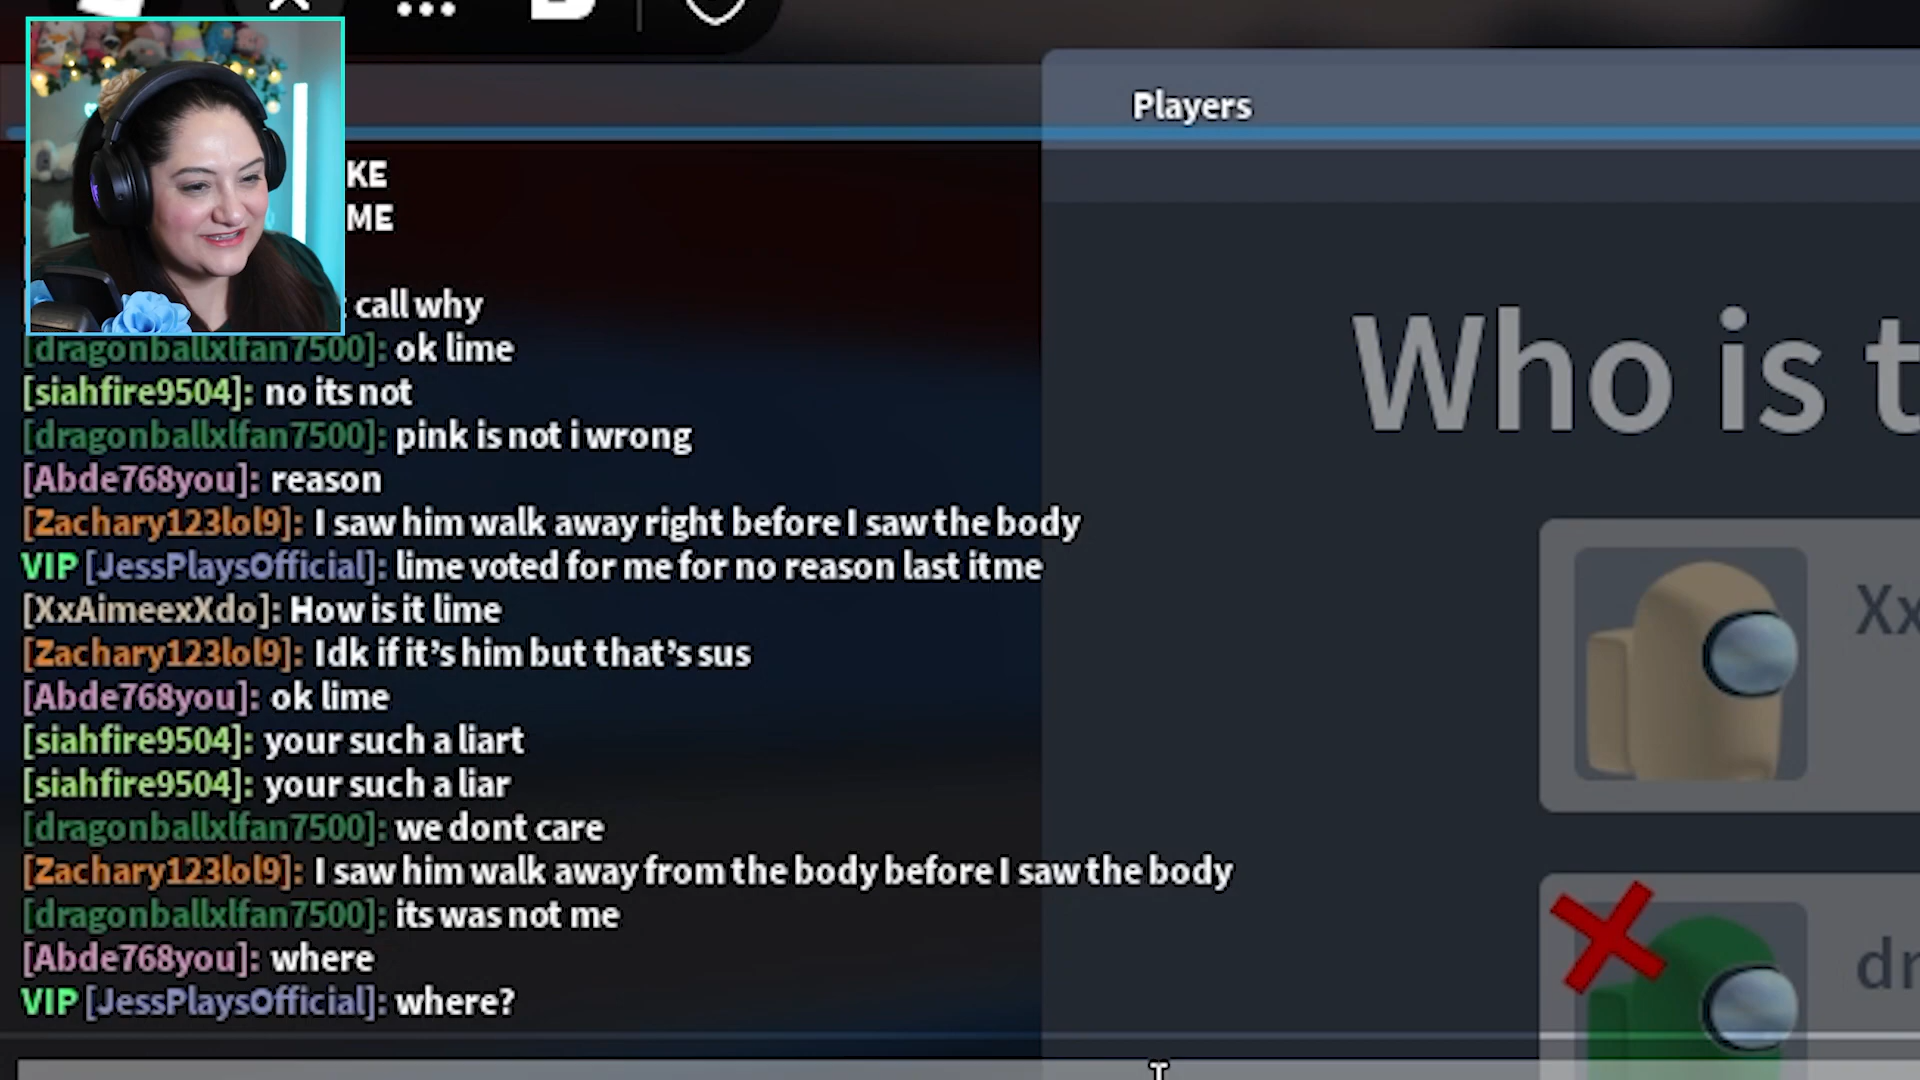 Players
KE
ME
call why
Who is t
[dragonballxlfan7500]: ok lime
[siahfire9504]: no its not
[dragonballxlfan7500]: pink is not i wrong
[Abde768you]: reason
[Zachary123lol9]: I saw him walk away right before I saw the body
VIP [JessPlaysOfficial]: lime voted for me for no reason last itme
[XxAimeexXdo]: How is it lime
Xx
[Zachary123lol9]: Idk if it’s him but that’s sus
[Abde768you]: ok lime
[siahfire9504]: your such a liart
[siahfire9504]: your such a liar
[dragonballxlfan7500]: we dont care
[Zachary123lol9]: I saw him walk away from the body before I saw the body
[dragonballxlfan7500]: its was not me
[Abde768you]: where
dr
VIP [JessPlaysOfficial]: where?